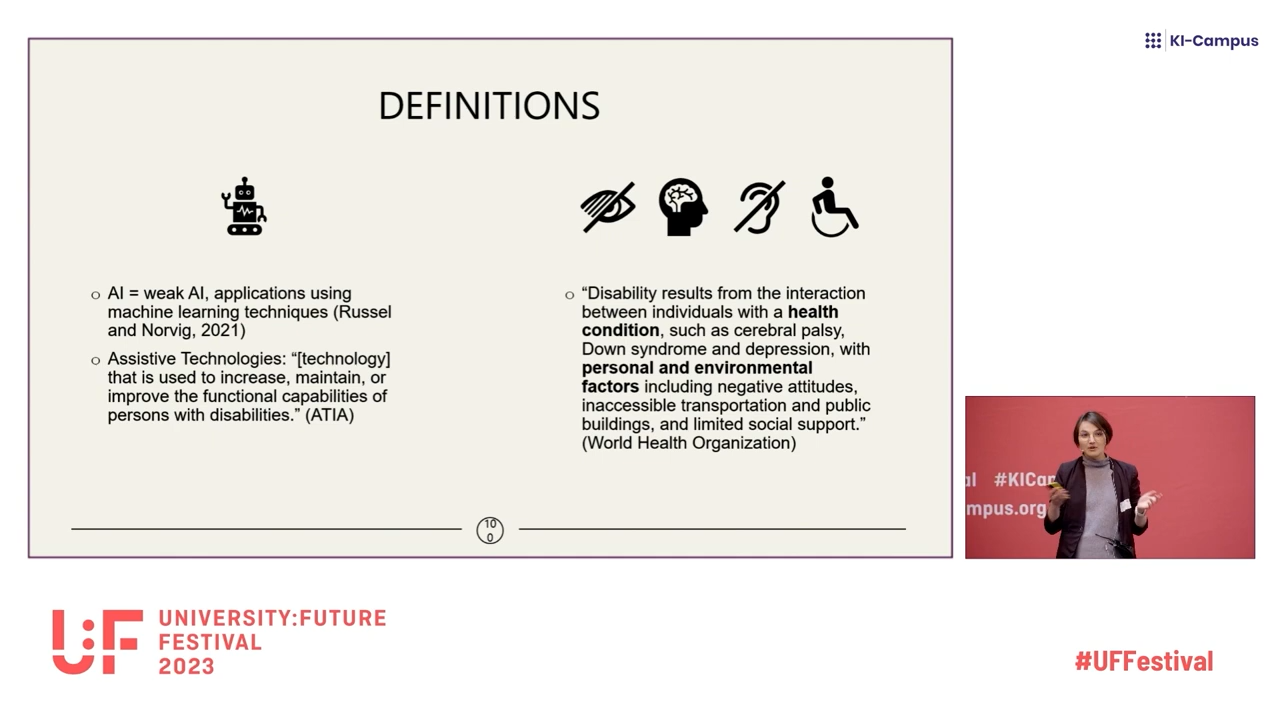 KI-Campus
DEFINITIONS
o AI = weak AI, applications using
machine learning techniques (Russel
and Norvig, 2021)
o Assistive Technologies: “[technology]
that is used to increase, maintain, or
improve the functional capabilities of
persons with disabilities.” (ATIA)
o “Disability results from the interaction
between individuals with a health
condition, such as cerebral palsy,
Down syndrome and depression, with
personal and environmental
factors including negative attitudes,
inaccessible transportation and public
buildings, and limited social support.”
(World Health Organization)
10
0
al #KICam
mpus.org
U:F
UNIVERSITY:FUTURE
FESTIVAL
2023
#UFFestival